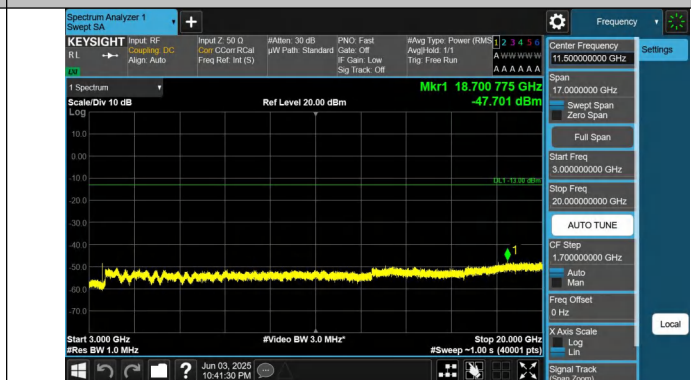 Spectrum Analyzer 1
Swept SA
+
Frequency
KEYSIGHT Input: RF Input Z: 50 Ω #Atten: 30 dB PNO: Fast #Avg Type: Power (RMS 1 2 3 4 5 6
RL Coupling: DC Corr CCorr RCal µW Path: Standard Gate: Off Avg|Hold: 1/1 A W W W W W
Align: Auto Freq Ref: Int (S) IF Gain: Low Trig: Free Run
Sig Track: Off A A A A A A
LXI
1 Spectrum
Mkr1 18.700 775 GHz
Scale/Div 10 dB Ref Level 20.00 dBm -47.701 dBm
Log
10.0
0.00
-10.0
DL1 -13.00 dBm
-20.0
-30.0
-40.0
1
-50.0
-60.0
-70.0
Start 3.000 GHz #Video BW 3.0 MHz* Stop 20.000 GHz
#Res BW 1.0 MHz #Sweep ~1.00 s (40001 pts)
? Jun 03, 2025
10:41:30 PM
Center Frequency
11.500000000 GHz
Settings
Span
17.0000000 GHz
Swept Span
Zero Span
Full Span
Start Freq
3.000000000 GHz
Stop Freq
20.000000000 GHz
AUTO TUNE
CF Step
1.700000000 GHz
Auto
Man
Freq Offset
0 Hz
X Axis Scale
Log
Lin
Local
Signal Track
(Span Zoom)